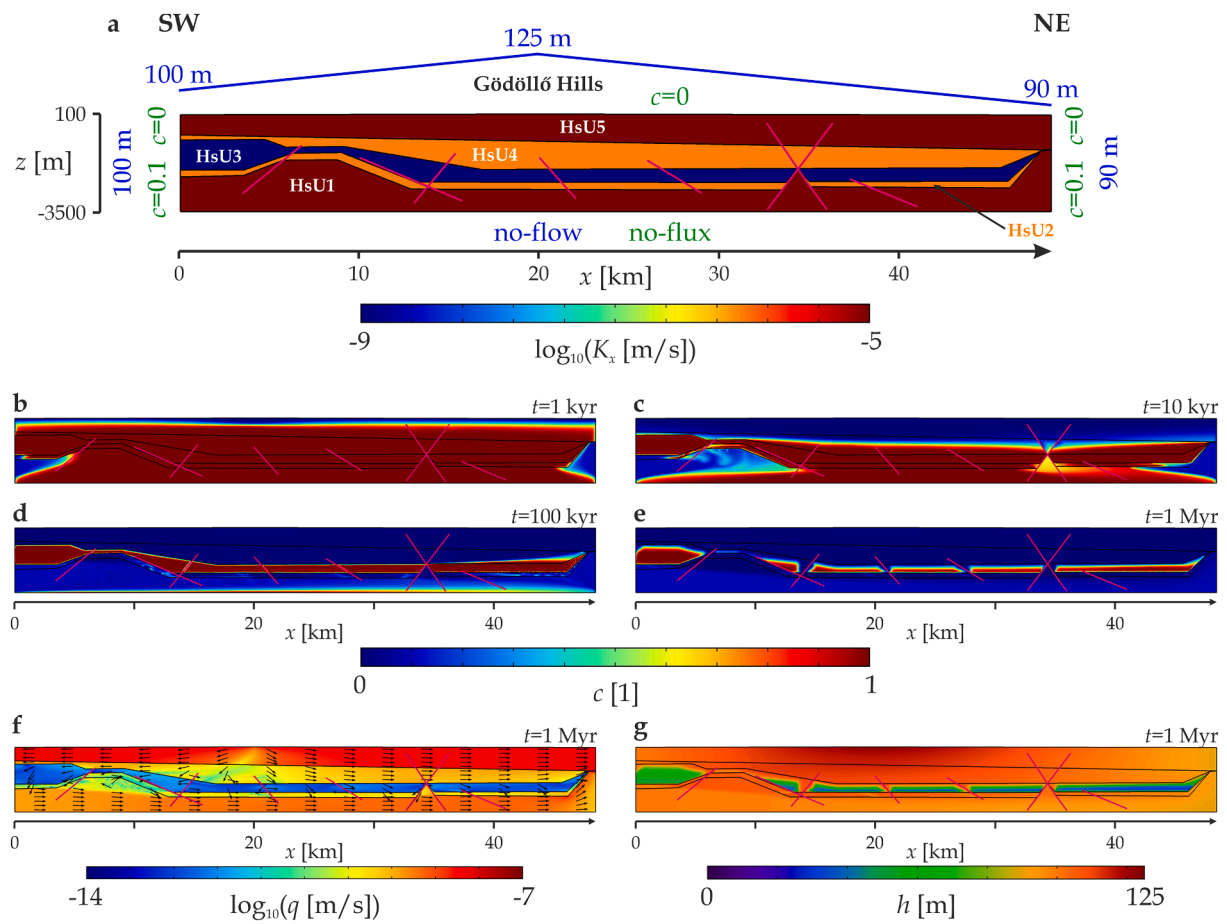 a SW NE
125 m
100 m 90 m
Gödöllő Hills
c=0
100
z [m]
-3500
100 m
c=0
c=0.1
HsU5
HsU3
HsU4
HsU1
c=0
c=0.1
90 m
HsU2
no-flow no-flux
0 10 20 30 40
x [km]
-9 -5
log10(Kx [m/s])
b t=1 kyr
c t=10 kyr
d t=100 kyr
e t=1 Myr
0 20 40
x [km]
0 20 40
x [km]
0 1
c [1]
f t=1 Myr
g t=1 Myr
0 20 40
x [km]
0 20 40
x [km]
-14 -7
log10(q [m/s])
0 125
h [m]